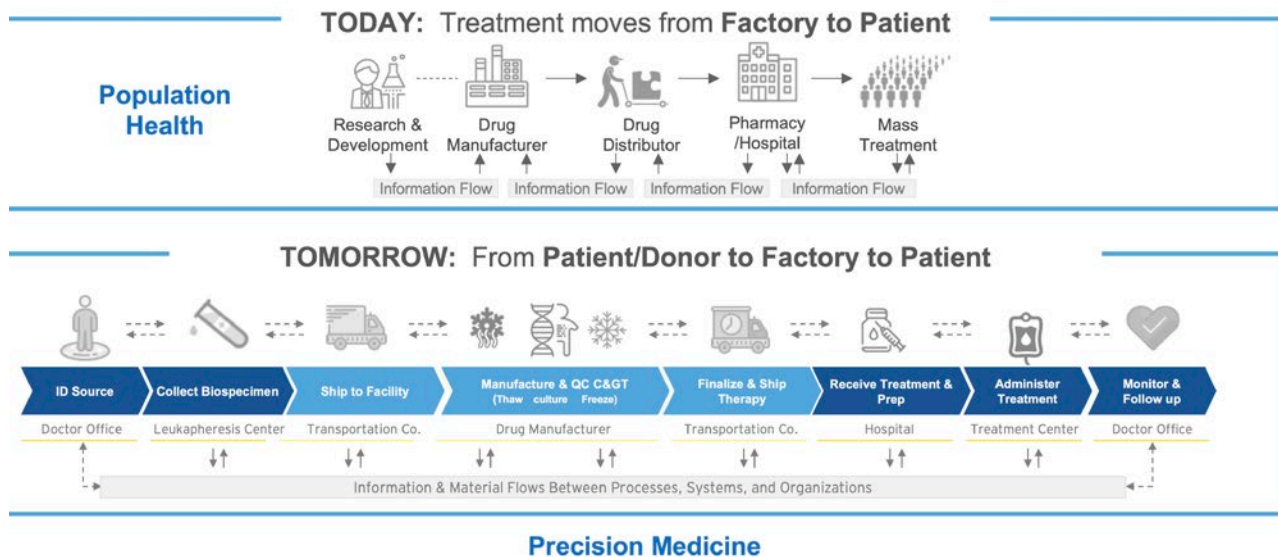 TODAY: Treatment moves from Factory to Patient
Population
Health
Research &
Development
Drug
Manufacturer
Drug
Distributor
Pharmacy
/Hospital
Mass
Treatment
Information Flow
Information Flow
Information Flow
Information Flow
TOMORROW: From Patient/Donor to Factory to Patient
ID Source
Collect Biospecimen
Ship to Facility
Manufacture & QC C&GT
(Thaw culture Freeze)
Finalize & Ship
Therapy
Receive Treatment &
Prep
Administer
Treatment
Monitor &
Follow up
Doctor Office
Leukapheresis Center
Transportation Co.
Drug Manufacturer
Transportation Co.
Hospital
Treatment Center
Doctor Office
Information & Material Flows Between Processes, Systems, and Organizations
Precision Medicine